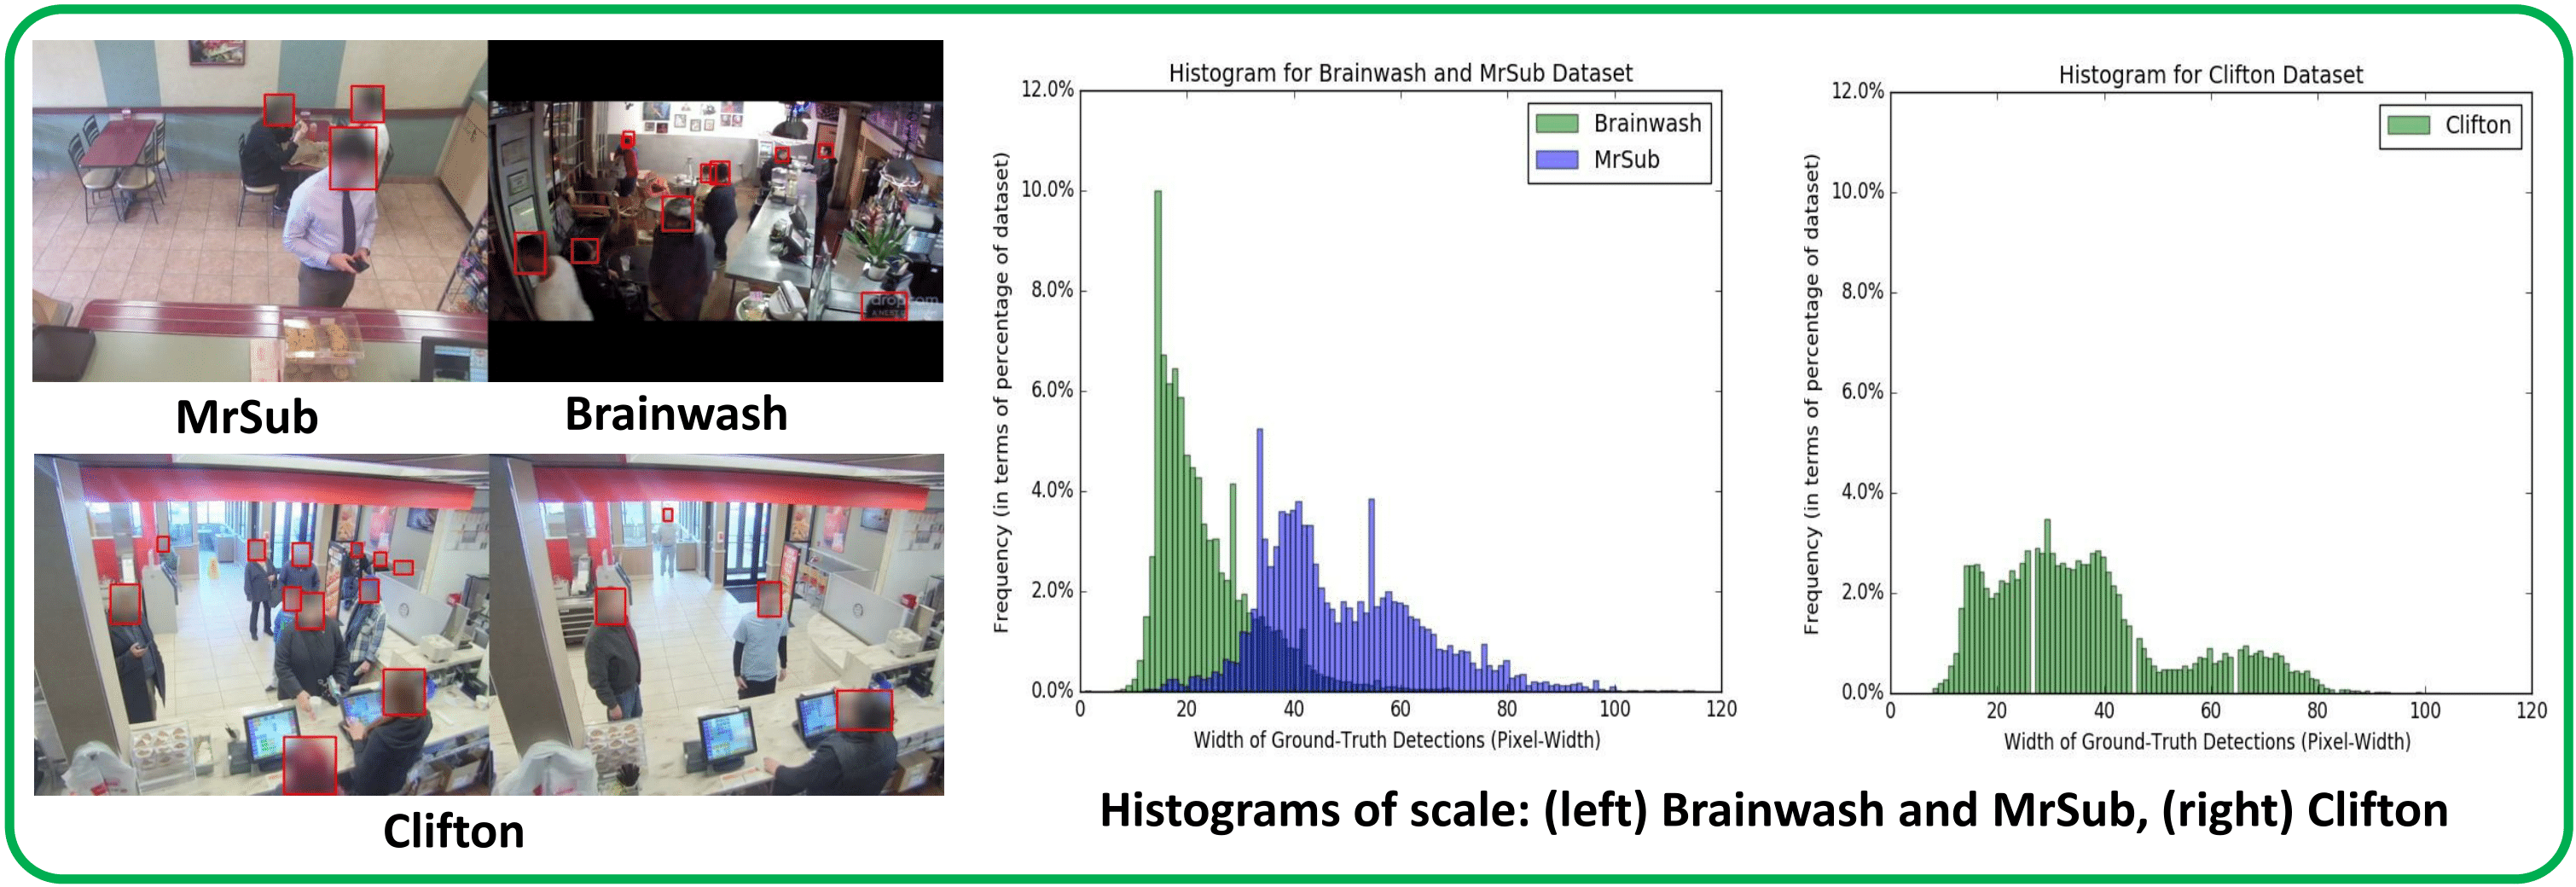 MrSub
Brainwash
dropcam
Clifton
Histogram for Brainwash and MrSub Dataset
Frequency (in terms of percentage of dataset)
12.0%
10.0%
8.0%
6.0%
4.0%
2.0%
0.0%
Brainwash
MrSub
0 20 40 60 80 100 120
Width of Ground-Truth Detections (Pixel-Width)
Histogram for Clifton Dataset
Frequency (in terms of percentage of dataset)
12.0%
10.0%
8.0%
6.0%
4.0%
2.0%
0.0%
Clifton
0 20 40 60 80 100 120
Width of Ground-Truth Detections (Pixel-Width)
Histograms of scale: (left) Brainwash and MrSub, (right) Clifton